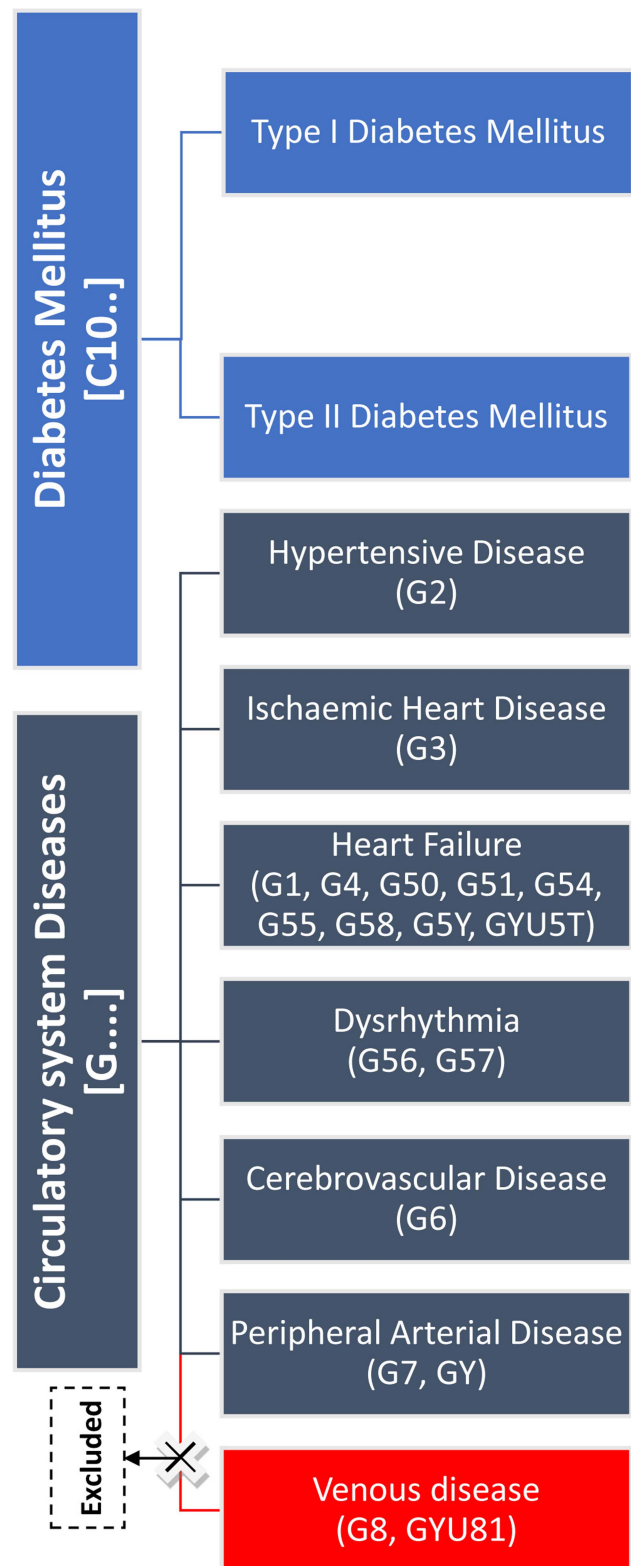 Diabetes Mellitus
[C10..]
Type I Diabetes Mellitus
Type II Diabetes Mellitus
Circulatory system Diseases
[G....]
Hypertensive Disease
(G2)
Ischaemic Heart Disease
(G3)
Heart Failure
(G1, G4, G50, G51, G54,
G55, G58, G5Y, GYU5T)
Dysrhythmia
(G56, G57)
Cerebrovascular Disease
(G6)
Peripheral Arterial Disease
(G7, GY)
Excluded
Venous disease
(G8, GYU81)